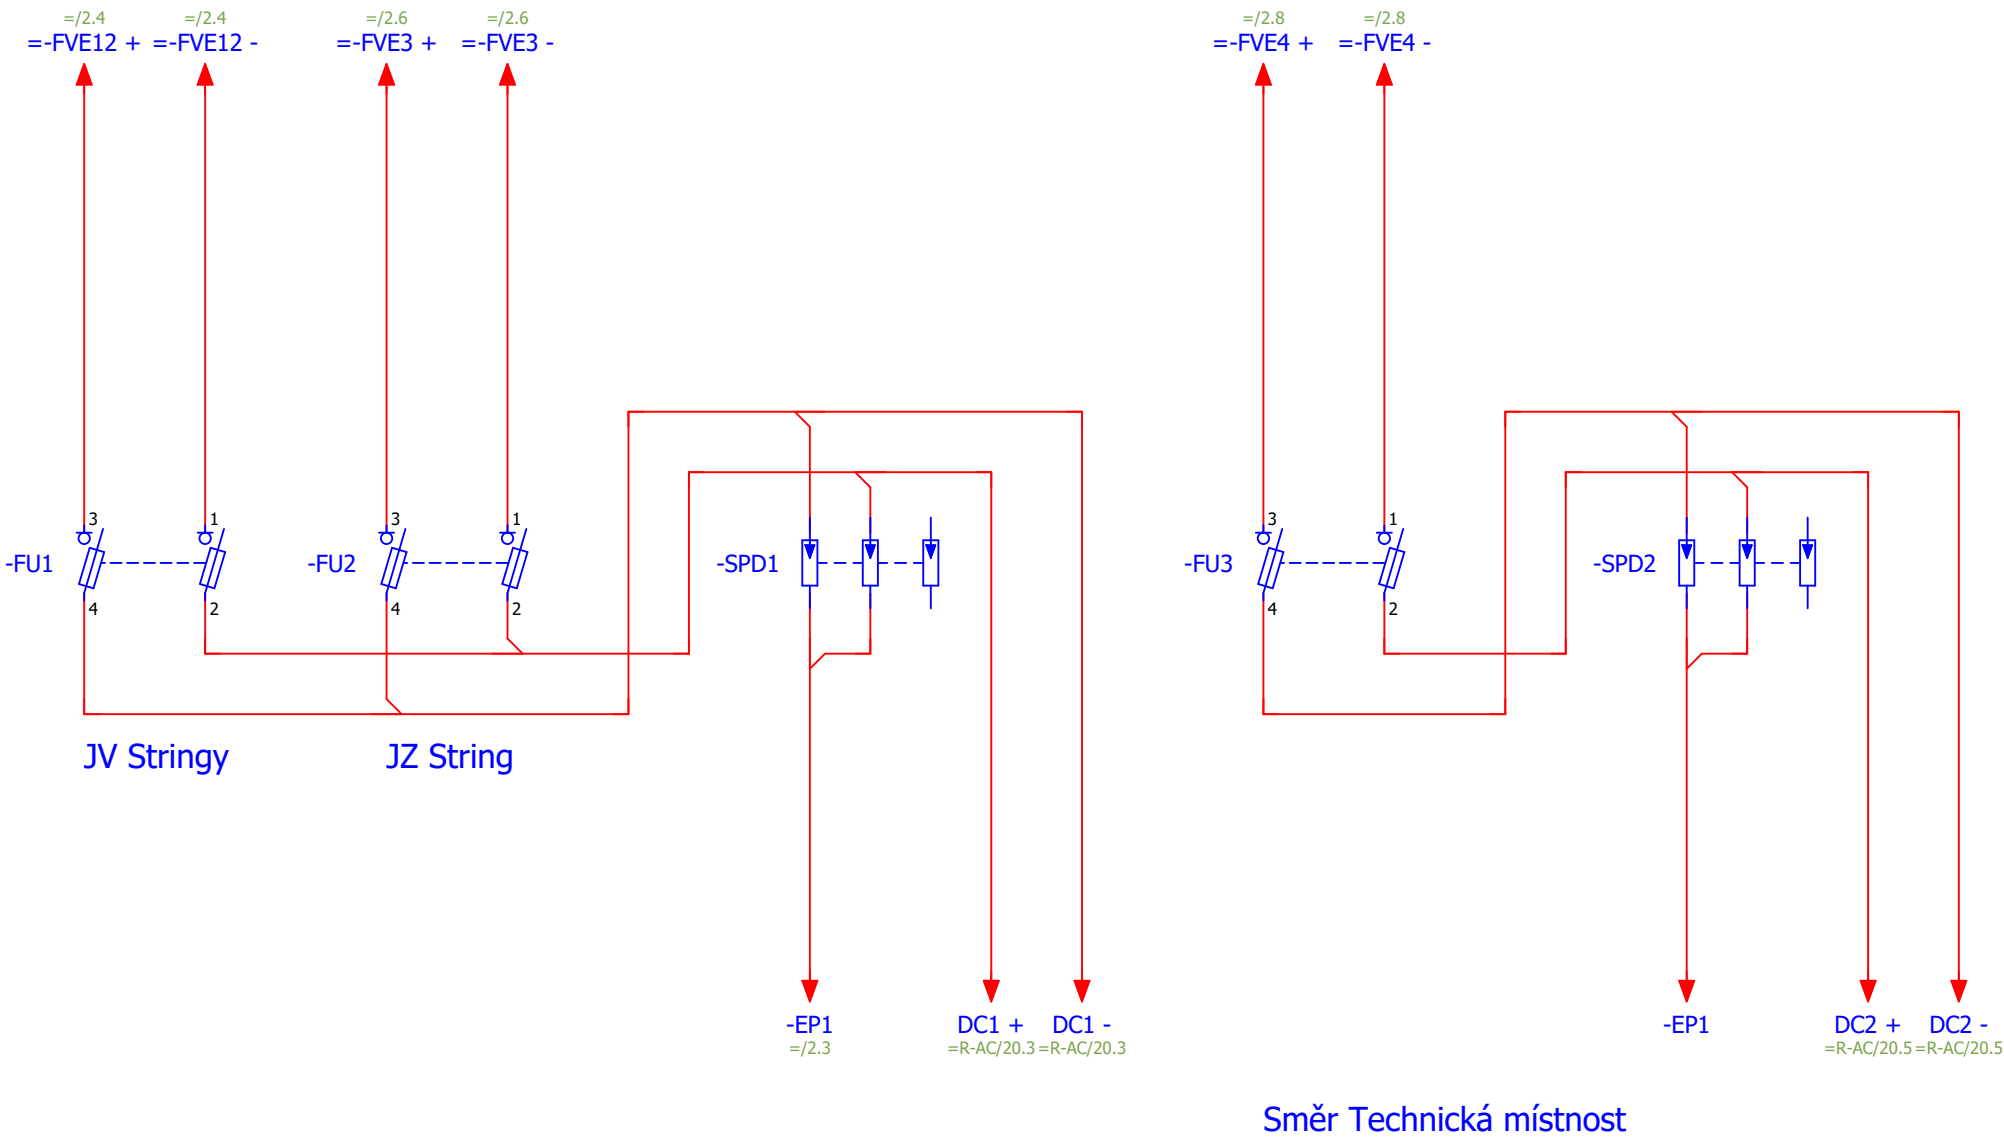 =/2.4 =/2.4 =/2.6 =/2.6 =/2.8 =/2.8
=-FVE12 + =-FVE12 - =-FVE3 + =-FVE3 - =-FVE4 + =-FVE4 -
3 1 3 1 3 1
-FU1 -FU2 -SPD1 -FU3 -SPD2
4 2 4 2 4 2
JV Stringy JZ String
-EP1 DC1 + DC1 - -EP1 DC2 + DC2 -
=/2.3 =R-AC/20.3 =R-AC/20.3 =R-AC/20.5 =R-AC/20.5
Směr Technická místnost